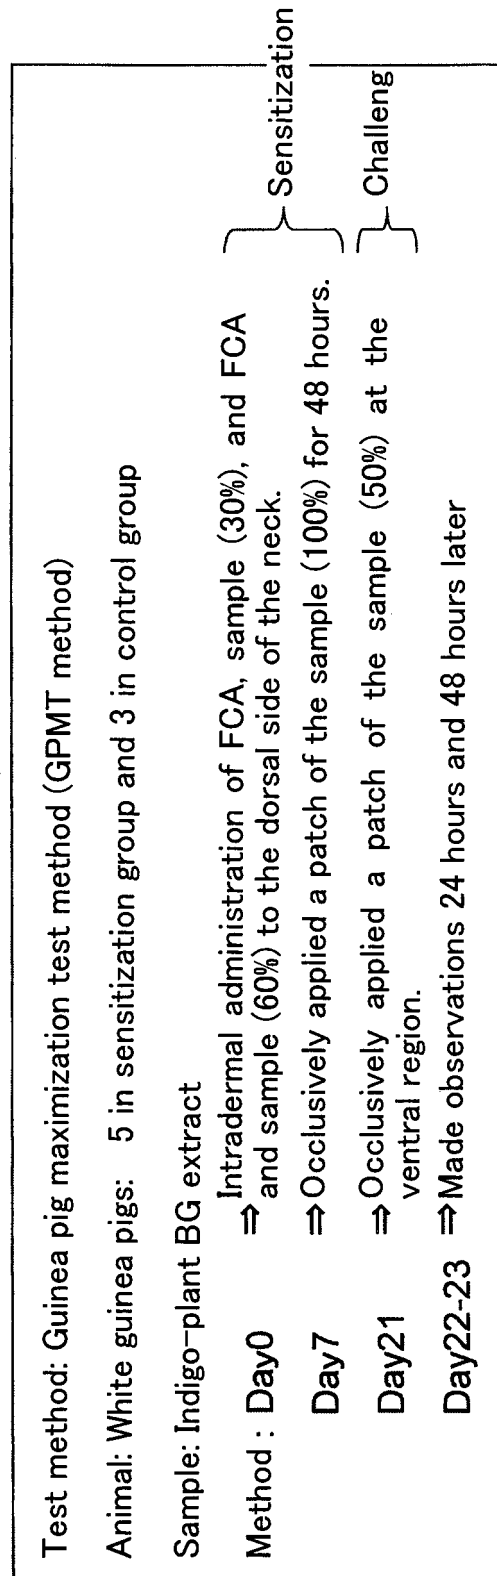 Test method: Guinea pig maximization test method (GPMT method)
Animal: White guinea pigs: 5 in sensitization group and 3 in control group
Sample: Indigo-plant BG extract
Method : Day0 ⇒Intradermal administration of FCA, sample (30%), and FCA
and sample (60%) to the dorsal side of the neck.
Day7 ⇒Occlusively applied a patch of the sample (100%) for 48 hours.
Sensitization
Day21 ⇒Occlusively applied a patch of the sample (50%) at the
ventral region.
Challeng
Day22-23 ⇒Made observations 24 hours and 48 hours later